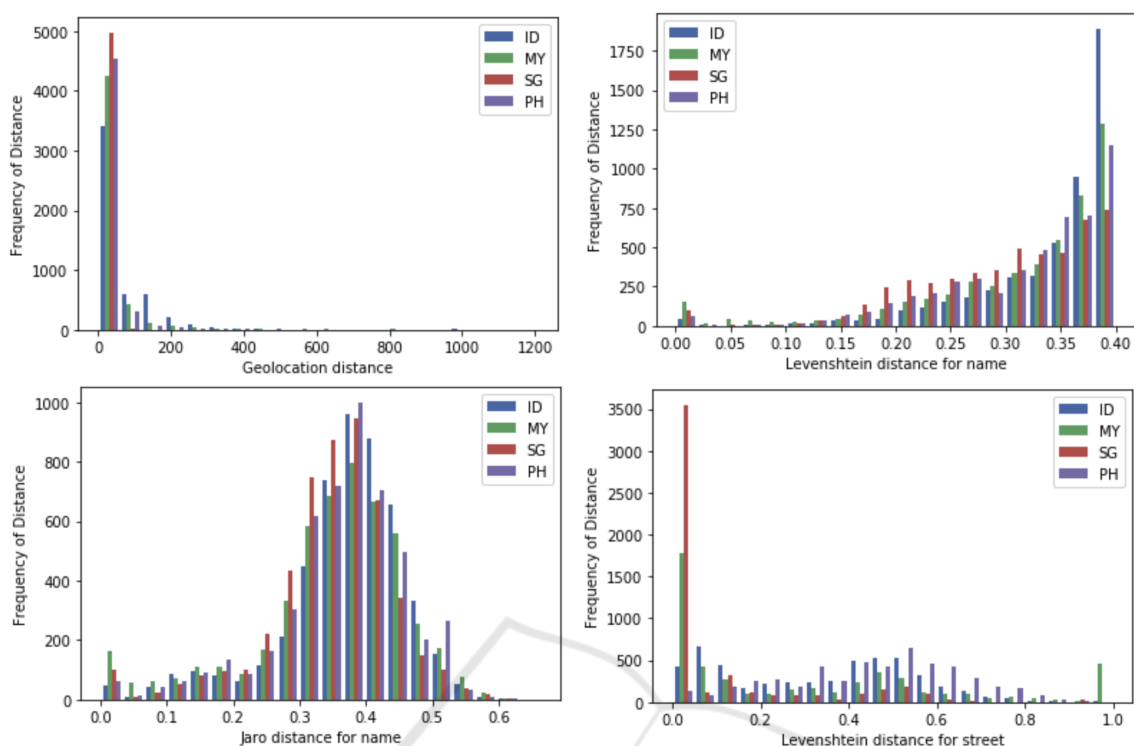 5000
4000
3000
2000
1000
0
Frequency of Distance
ID
MY
SG
PH
0 200 400 600 800 1000 1200
Geolocation distance
1750
1500
1250
1000
750
500
250
0
Frequency of Distance
ID
MY
SG
PH
0.00 0.05 0.10 0.15 0.20 0.25 0.30 0.35 0.40
Levenshtein distance for name
1000
800
600
400
200
0
Frequency of Distance
ID
MY
SG
PH
0.0 0.1 0.2 0.3 0.4 0.5 0.6
Jaro distance for name
3500
3000
2500
2000
1500
1000
500
0
Frequency of Distance
ID
MY
SG
PH
0.0 0.2 0.4 0.6 0.8 1.0
Levenshtein distance for street